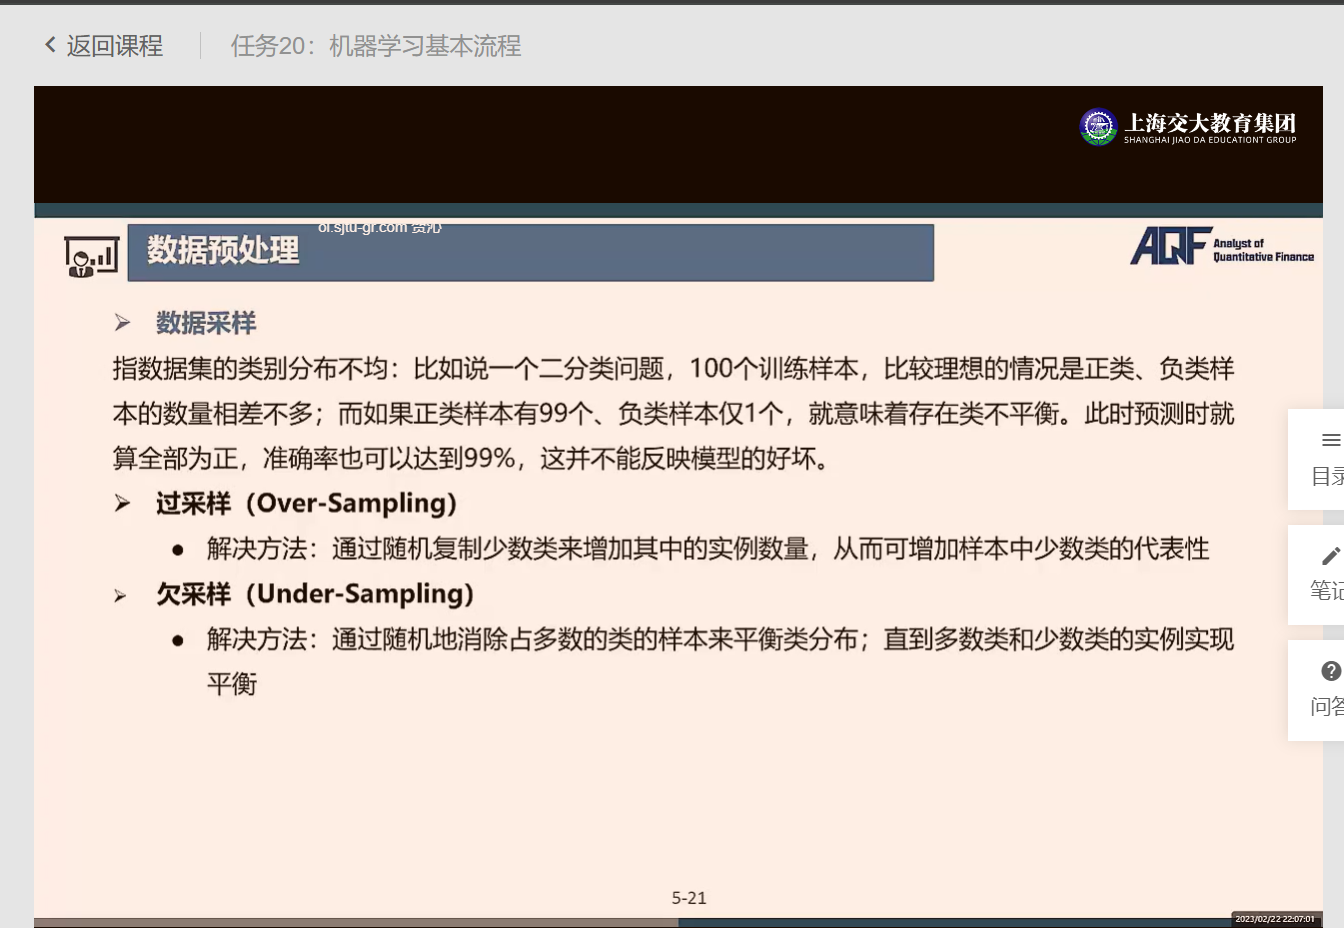 返回课程
任务20：机器学习基本流程
上海交大教育集团
SHANGHAI JIAO DA EDUCATIONT GROUP
数据预处理
AQF Analyst of
Quantitative Finance
数据采样
指数据集的类别分布不均：比如说一个二分类问题，100个训练样本，比较理想的情况是正类、负类样
本的数量相差不多；而如果正类样本有99个、负类样本仅1个，就意味着存在类不平衡。此时预测时就
算全部为正，准确率也可以达到99%，这并不能反映模型的好坏。
过采样（Over-Sampling）
解决方法：通过随机复制少数类来增加其中的实例数量，从而可增加样本中少数类的代表性
欠采样（Under-Sampling）
解决方法：通过随机地消除占多数的类的样本来平衡类分布；直到多数类和少数类的实例实现
平衡
目录
笔记
问答
5-21
2023/02/22 22:07:01